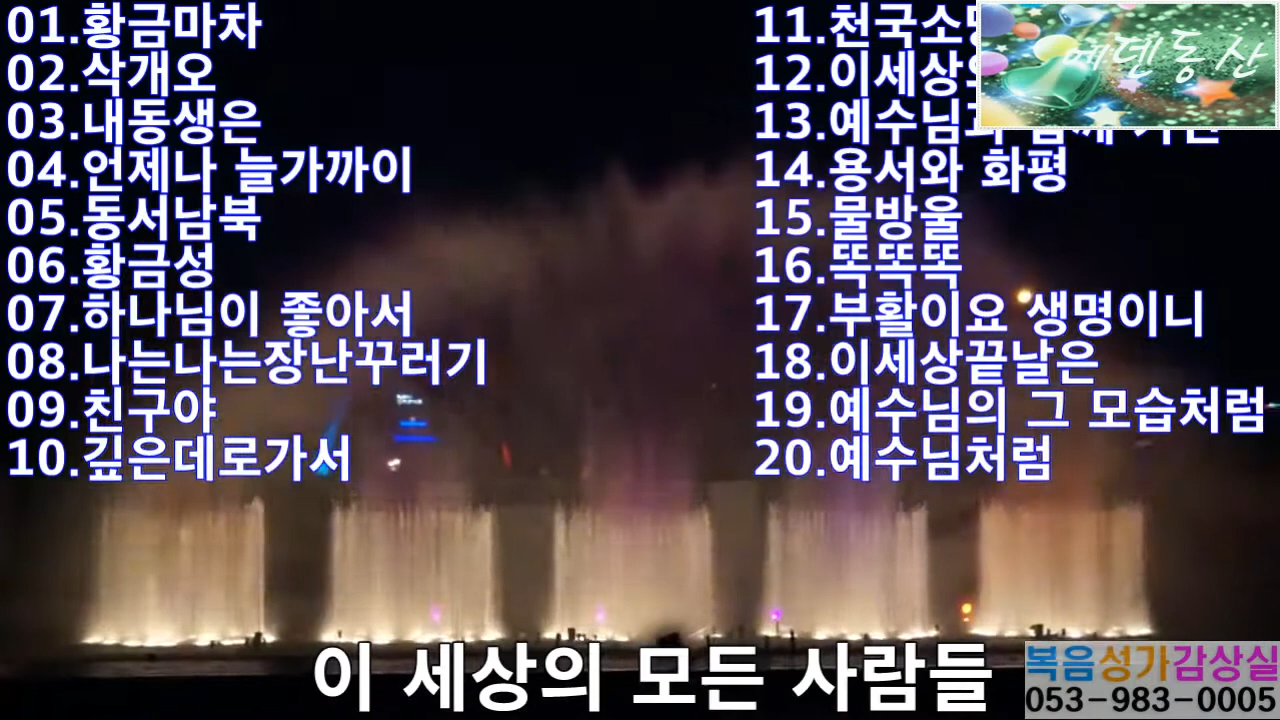 01.황금마차
02.삭개오
03.내동생은
04.언제나 늘가까이
05.동서남북
06.황금성
07.하나님이 좋아서
08.나는나는장난꾸러기
09.친구야
10.깊은데로가서
11.천국소
12.이세상
13.예수님과
14.용서와 화평
15.물방울
16.똑똑똑
17.부활이요 생명이니
18.이세상끝날은
19.예수님의 그 모습처럼
20.예수님처럼
에덴동산
이 세상의 모든 사람들
복음성가감상실
053-983-0005